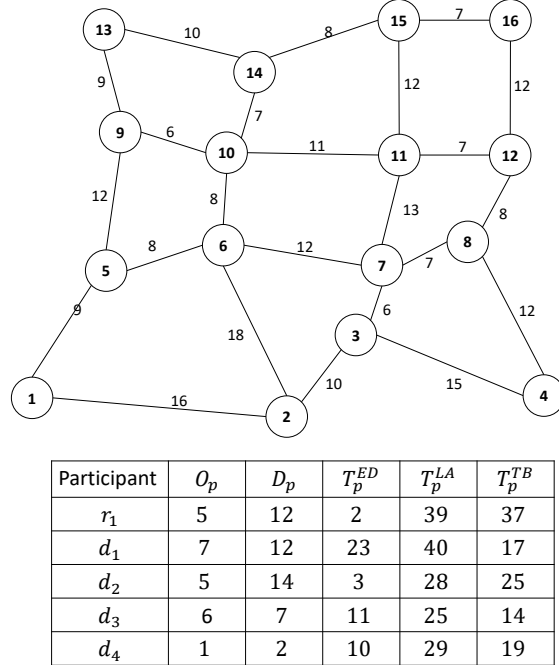 15 7 16
13 10 8
14
9 12 12
7
9 6
10 11 11 7 12
12 8 13 8
8 6 12 8
5 7 7
9 6
18 3 12
10 15
1 16 2 4
Participant O_p D_p T_p^{ED} T_p^{LA} T_p^{TB}
r_1 5 12 2 39 37
d_1 7 12 23 40 17
d_2 5 14 3 28 25
d_3 6 7 11 25 14
d_4 1 2 10 29 19